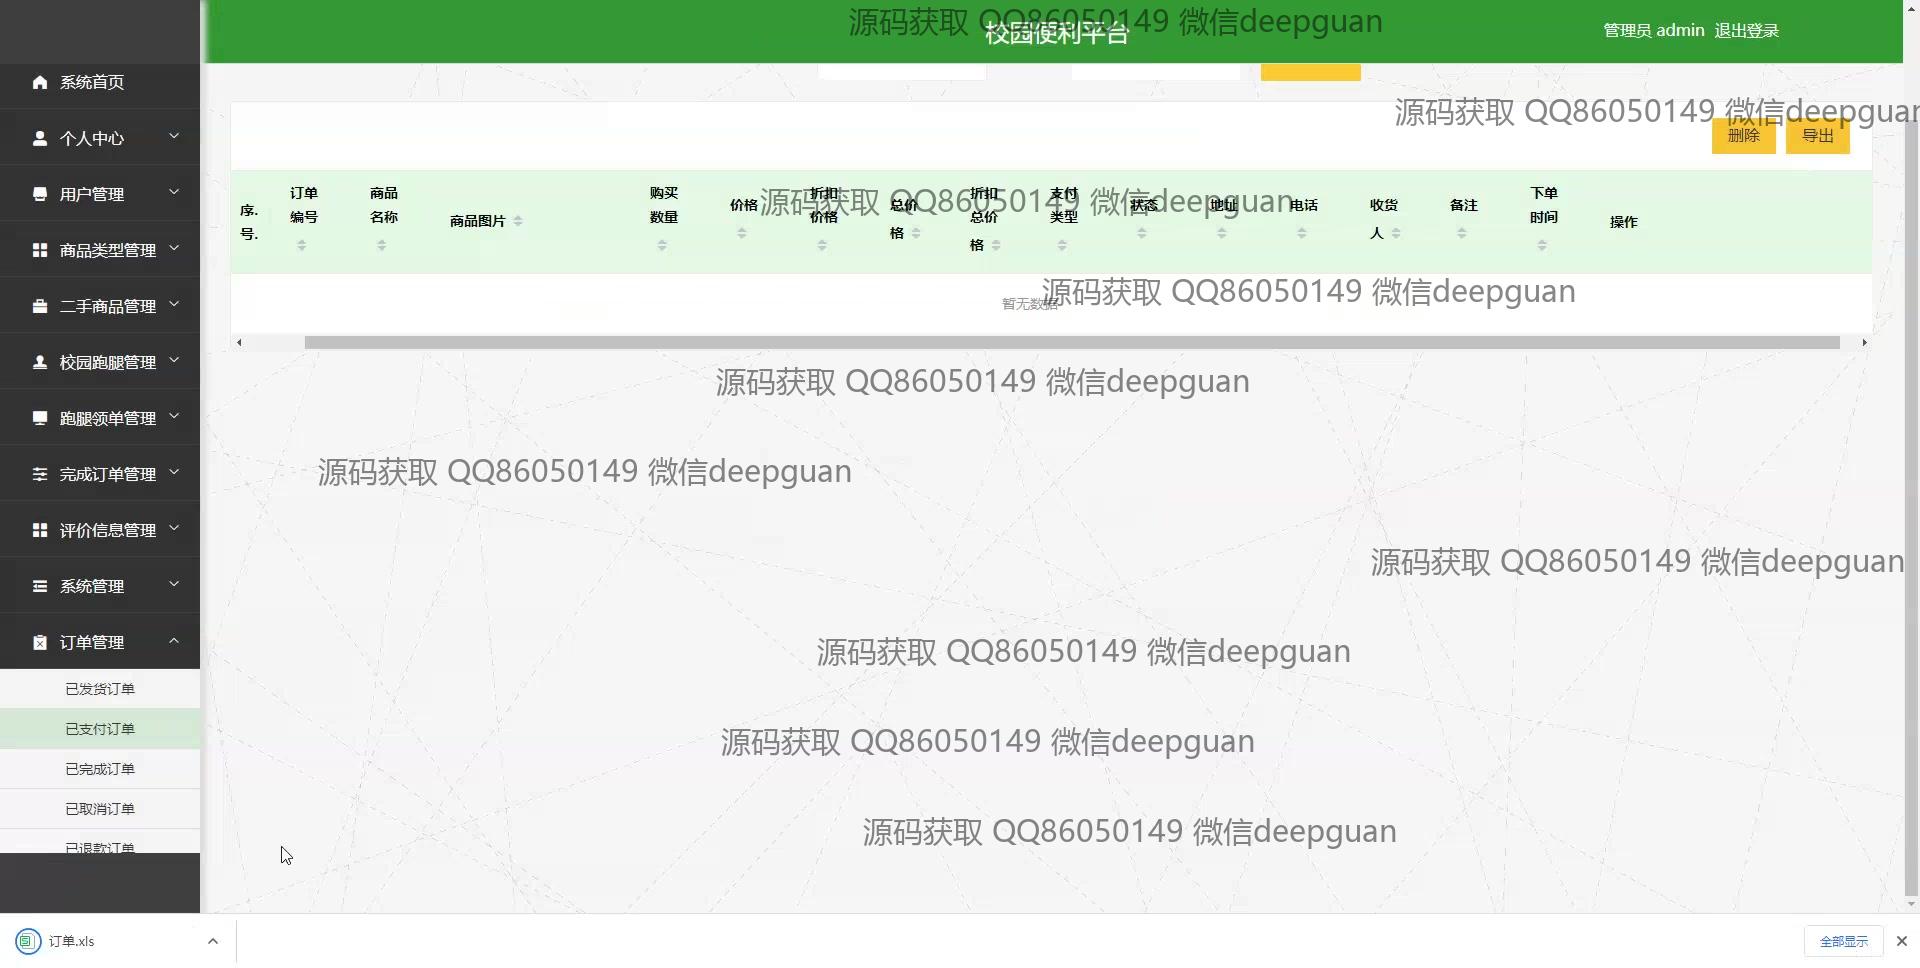 源码获取 QQ86050149 微信deepguan
校园便利平台
管理员 admin 退出登录
系统首页
个人中心
用户管理
商品类型管理
二手商品管理
校园跑腿管理
跑腿领单管理
完成订单管理
评价信息管理
系统管理
订单管理
已发货订单
已支付订单
已完成订单
已取消订单
已退款订单
源码获取 QQ86050149 微信deepguan
删除 导出
序号.
订单编号
商品名称
商品图片
购买数量
价格
折扣价格
总价格
折扣总价格
支付类型
状态
地址
电话
收货人
备注
下单时间
操作
源码获取 QQ86050149 微信deepguan
暂无数据
源码获取 QQ86050149 微信deepguan
源码获取 QQ86050149 微信deepguan
源码获取 QQ86050149 微信deepguan
源码获取 QQ86050149 微信deepguan
源码获取 QQ86050149 微信deepguan
源码获取 QQ86050149 微信deepguan
源码获取 QQ86050149 微信deepguan
订单.xls
全部显示